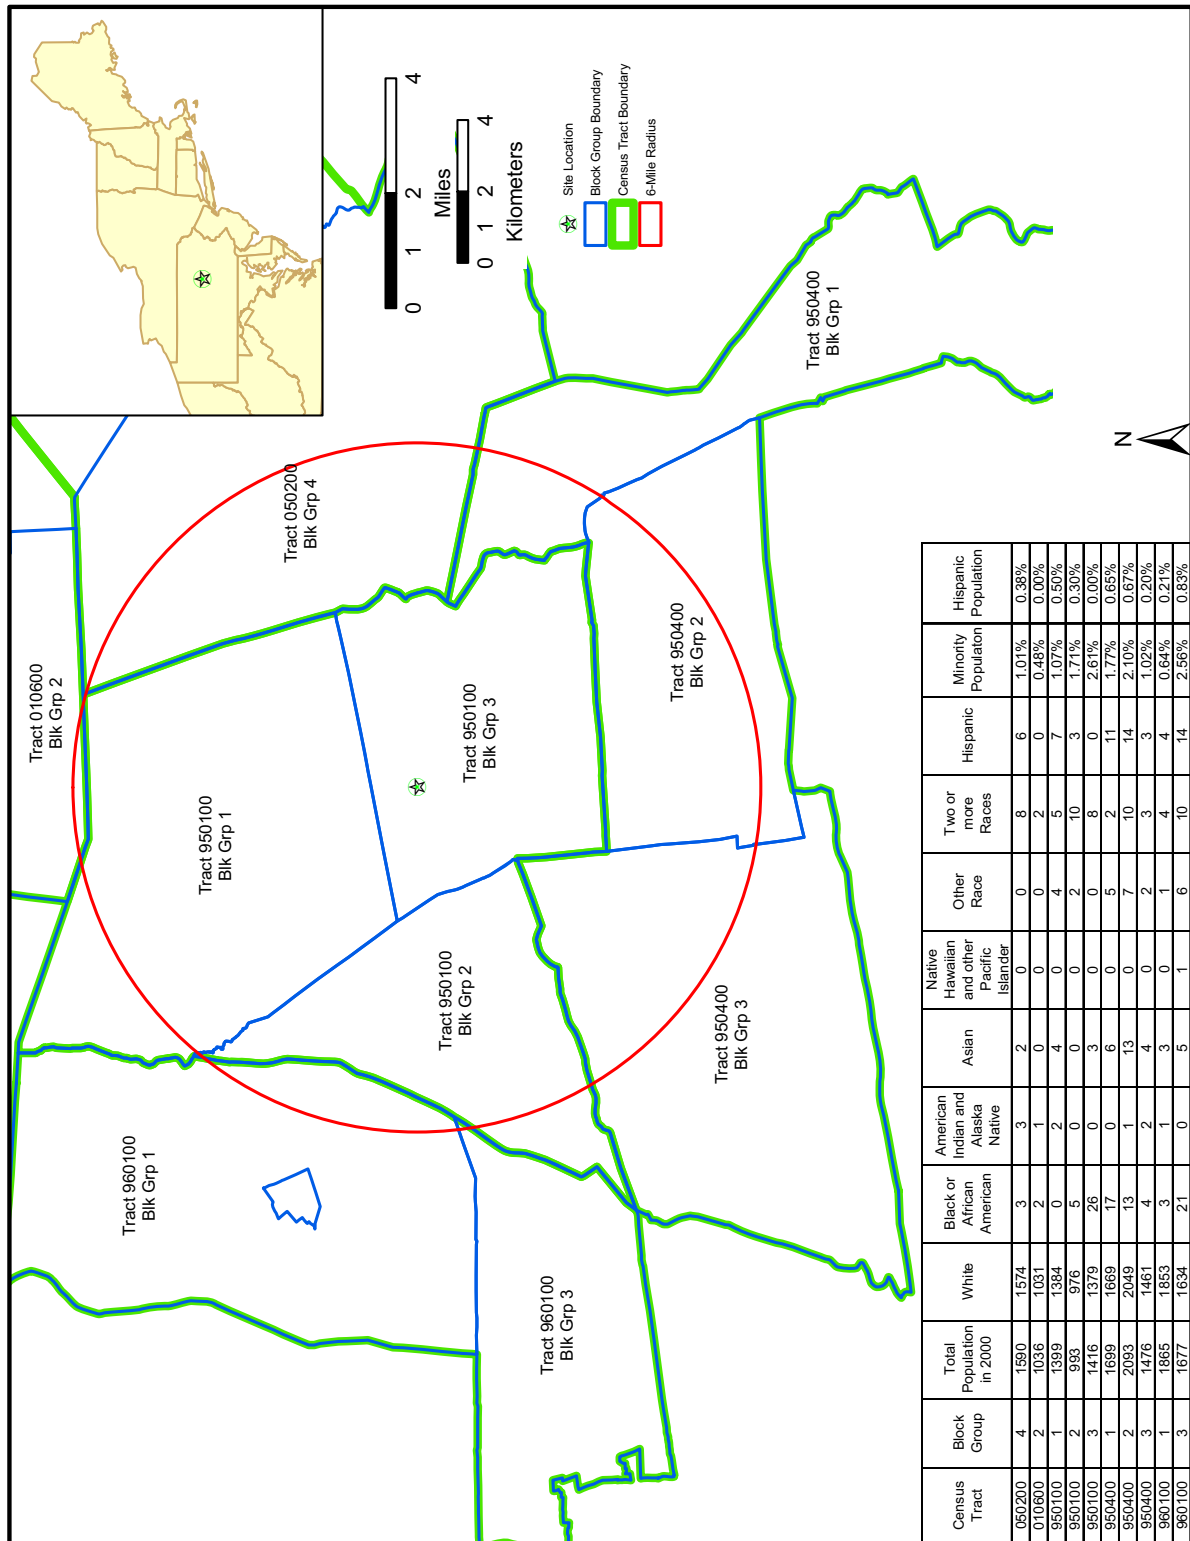 0 1 2 4
Miles
0 1 2 4
Kilometers
Site Location
Block Group Boundary
Census Tract Boundary
6-Mile Radius
Tract 010600
Blk Grp 2
Tract 050200
Blk Grp 4
Tract 960100
Blk Grp 1
Tract 950100
Blk Grp 1
Tract 950100
Blk Grp 2
Tract 950100
Blk Grp 3
Tract 960100
Blk Grp 3
Tract 950400
Blk Grp 3
Tract 950400
Blk Grp 2
Tract 950400
Blk Grp 1
N
Census Tract Block Group Total Population in 2000 White Black or African American American Indian and Alaska Native Asian Native Hawaiian and other Pacific Islander Other Race Two or more Races Hispanic Minority Population Hispanic Population
050200 4 1590 1574 3 3 2 0 0 8 6 1.01% 0.38%
010600 2 1036 1031 2 1 0 0 0 2 0 0.48% 0.00%
950100 1 1399 1384 0 2 4 0 4 5 7 1.07% 0.50%
950100 2 993 976 5 0 0 0 2 10 3 1.71% 0.30%
950100 3 1416 1379 26 0 3 0 0 8 0 2.61% 0.00%
950400 1 1699 1669 17 0 6 0 5 2 11 1.77% 0.65%
950400 2 2093 2049 13 1 13 0 7 10 14 2.10% 0.67%
950400 3 1476 1461 4 2 4 0 2 3 3 1.02% 0.20%
960100 1 1865 1853 3 1 3 0 1 4 4 0.64% 0.21%
960100 3 1677 1634 21 0 5 1 6 10 14 2.56% 0.83%